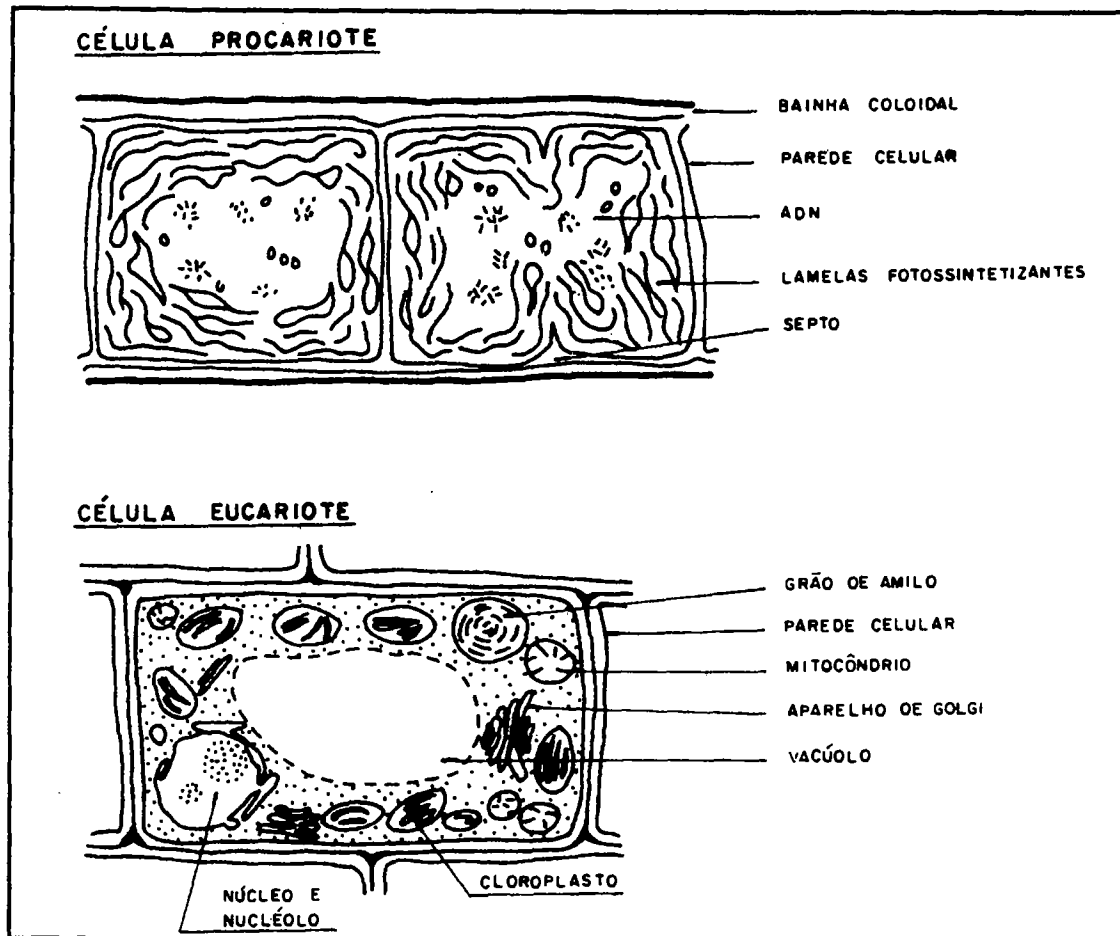 CÉLULA PROCARIOTE
BAINHA COLOIDAL
PAREDE CELULAR
ADN
LAMELAS FOTOSSINTETIZANTES
SEPTO
CÉLULA EUCARIOTE
GRÃO DE AMILO
PAREDE CELULAR
MITOCÔNDRIO
APARELHO DE GOLGI
VACÚOLO
CLOROPLASTO
NÚCLEO E
NUCLÉOLO